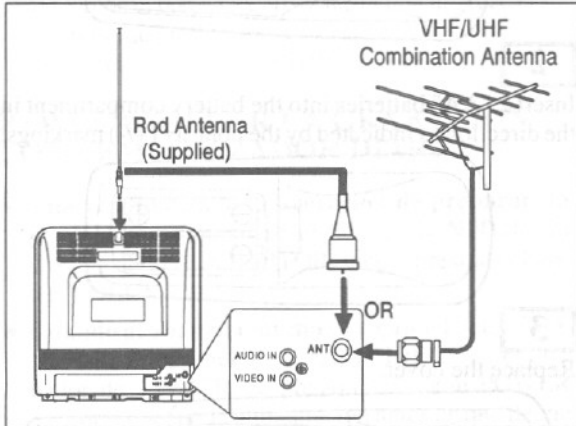 VHF/UHF
Combination Antenna
Rod Antenna
(Supplied)
OR
AUDIO IN
ANT
VIDEO IN
Replace the cover